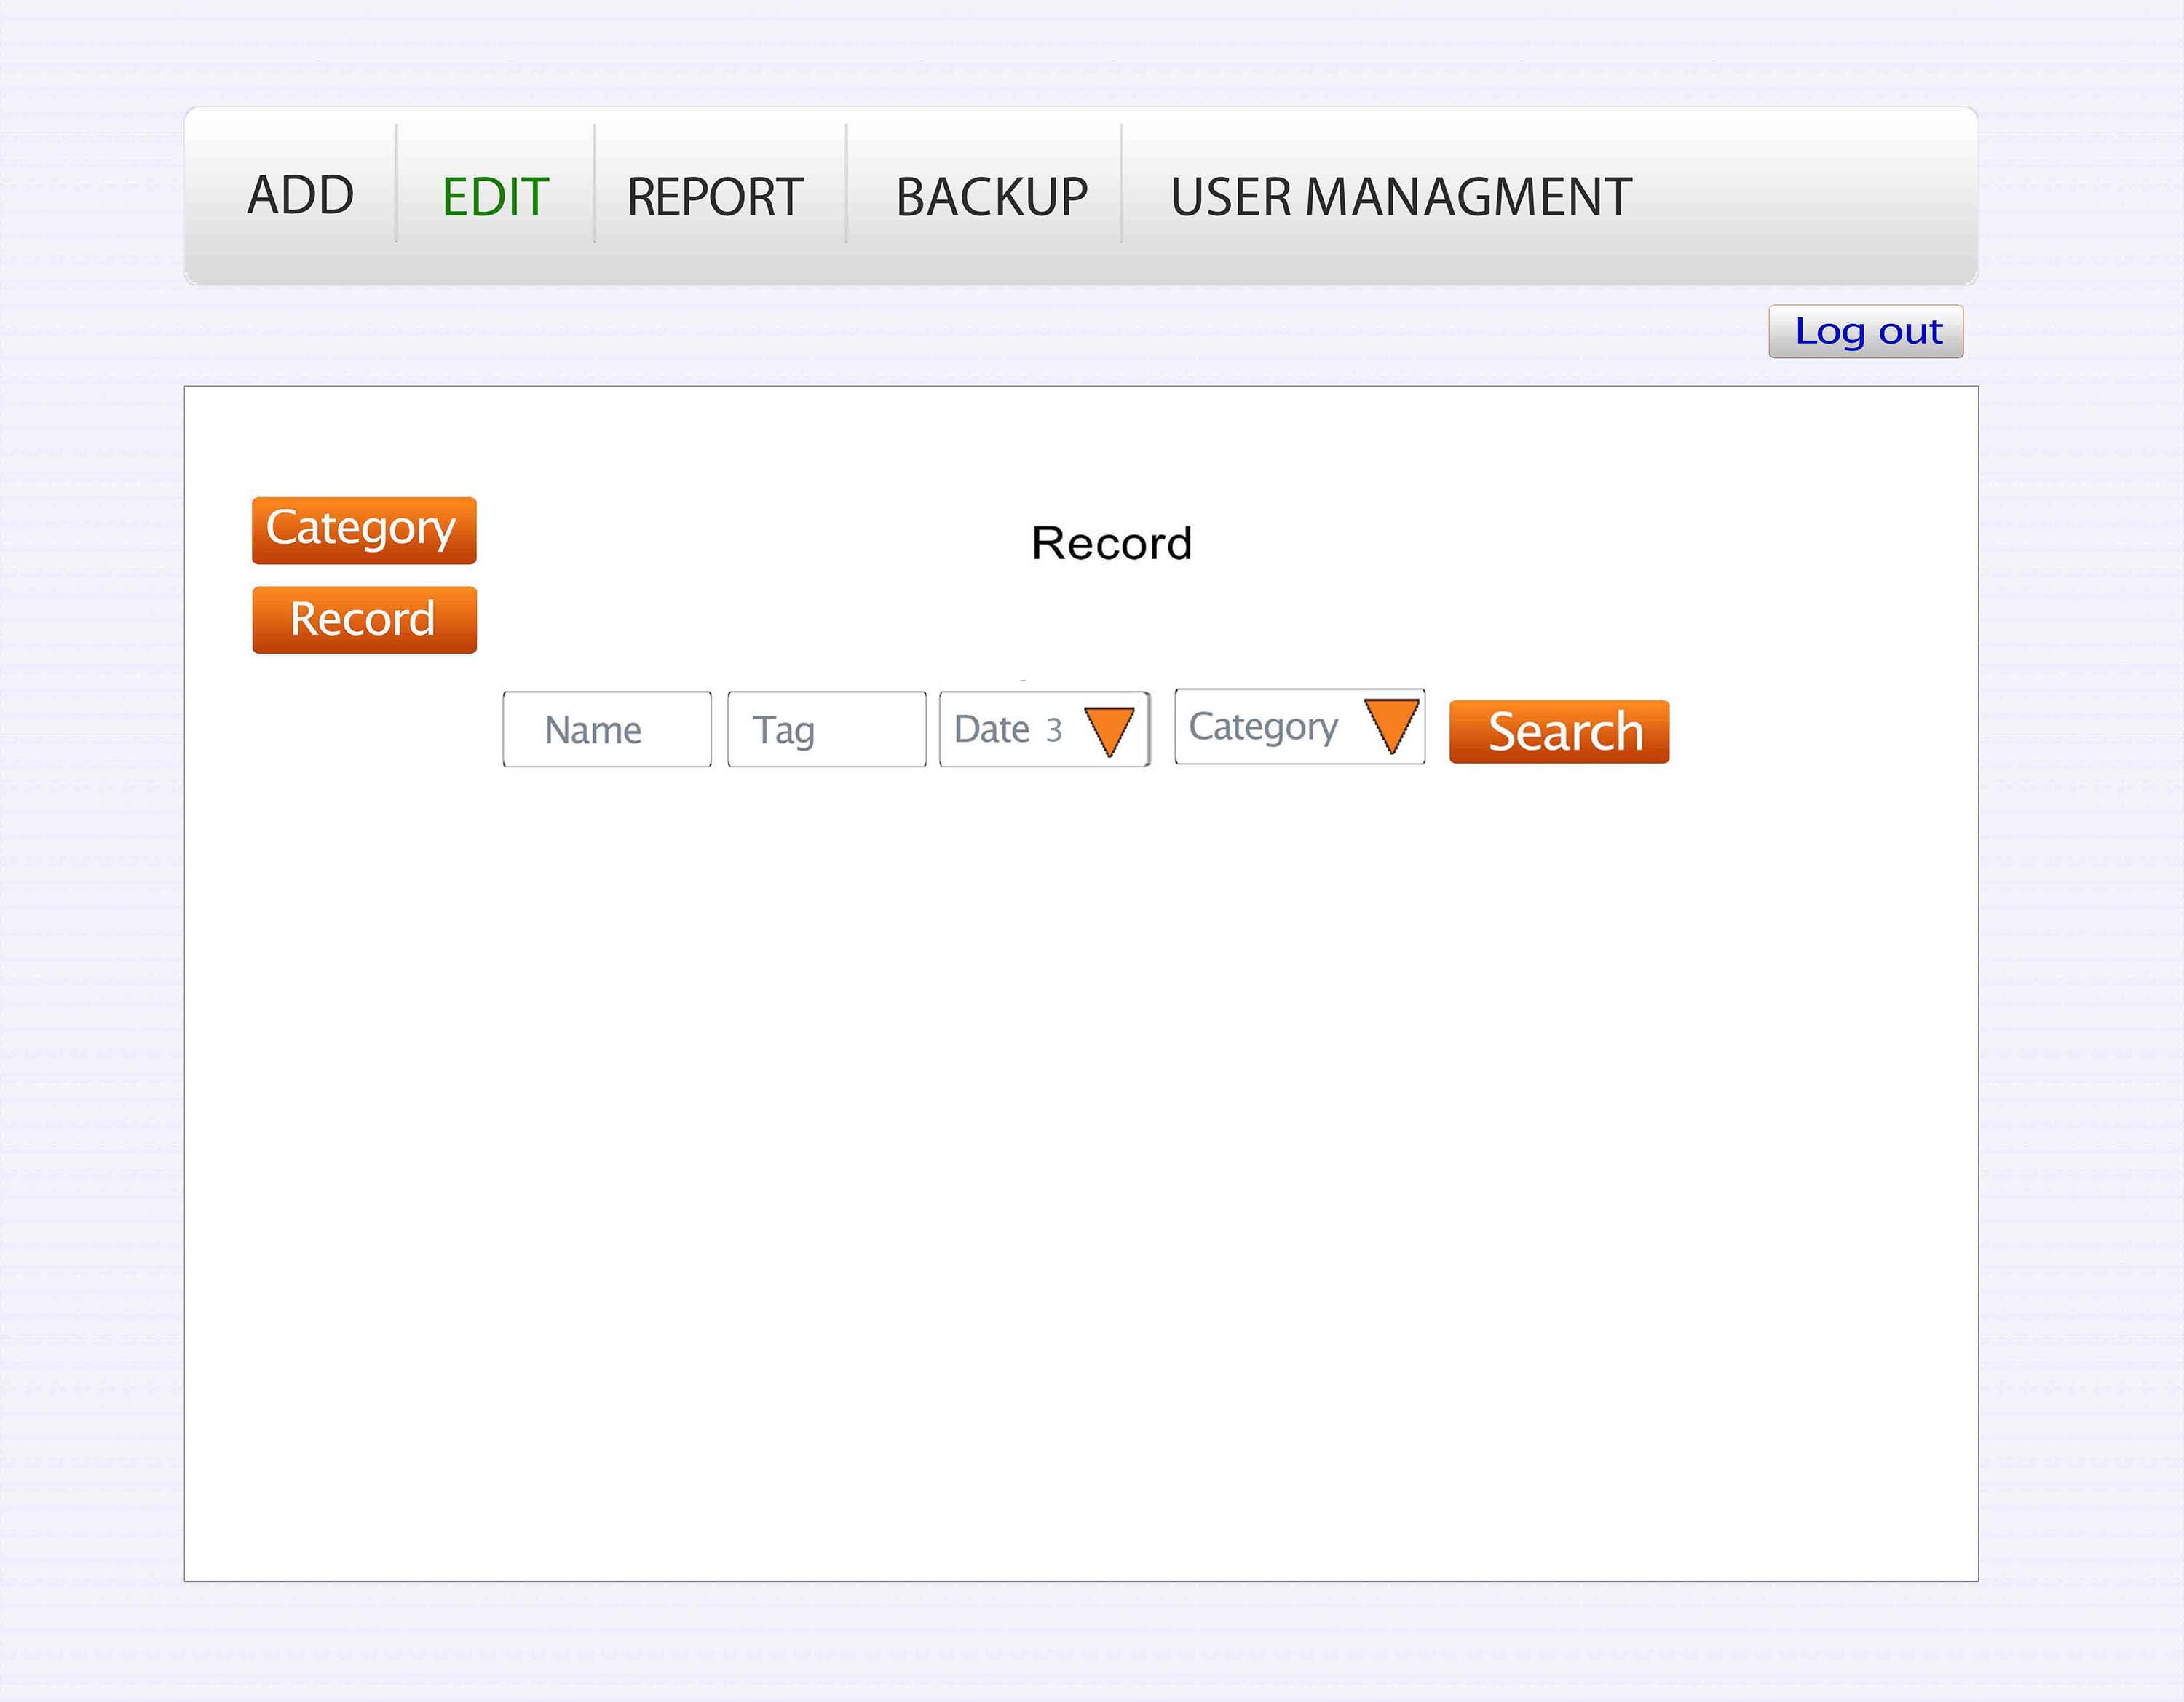 ADD EDIT REPORT BACKUP USER MANAGMENT
Log out
Category
Record
Record
Name Tag Date 3 Category Search